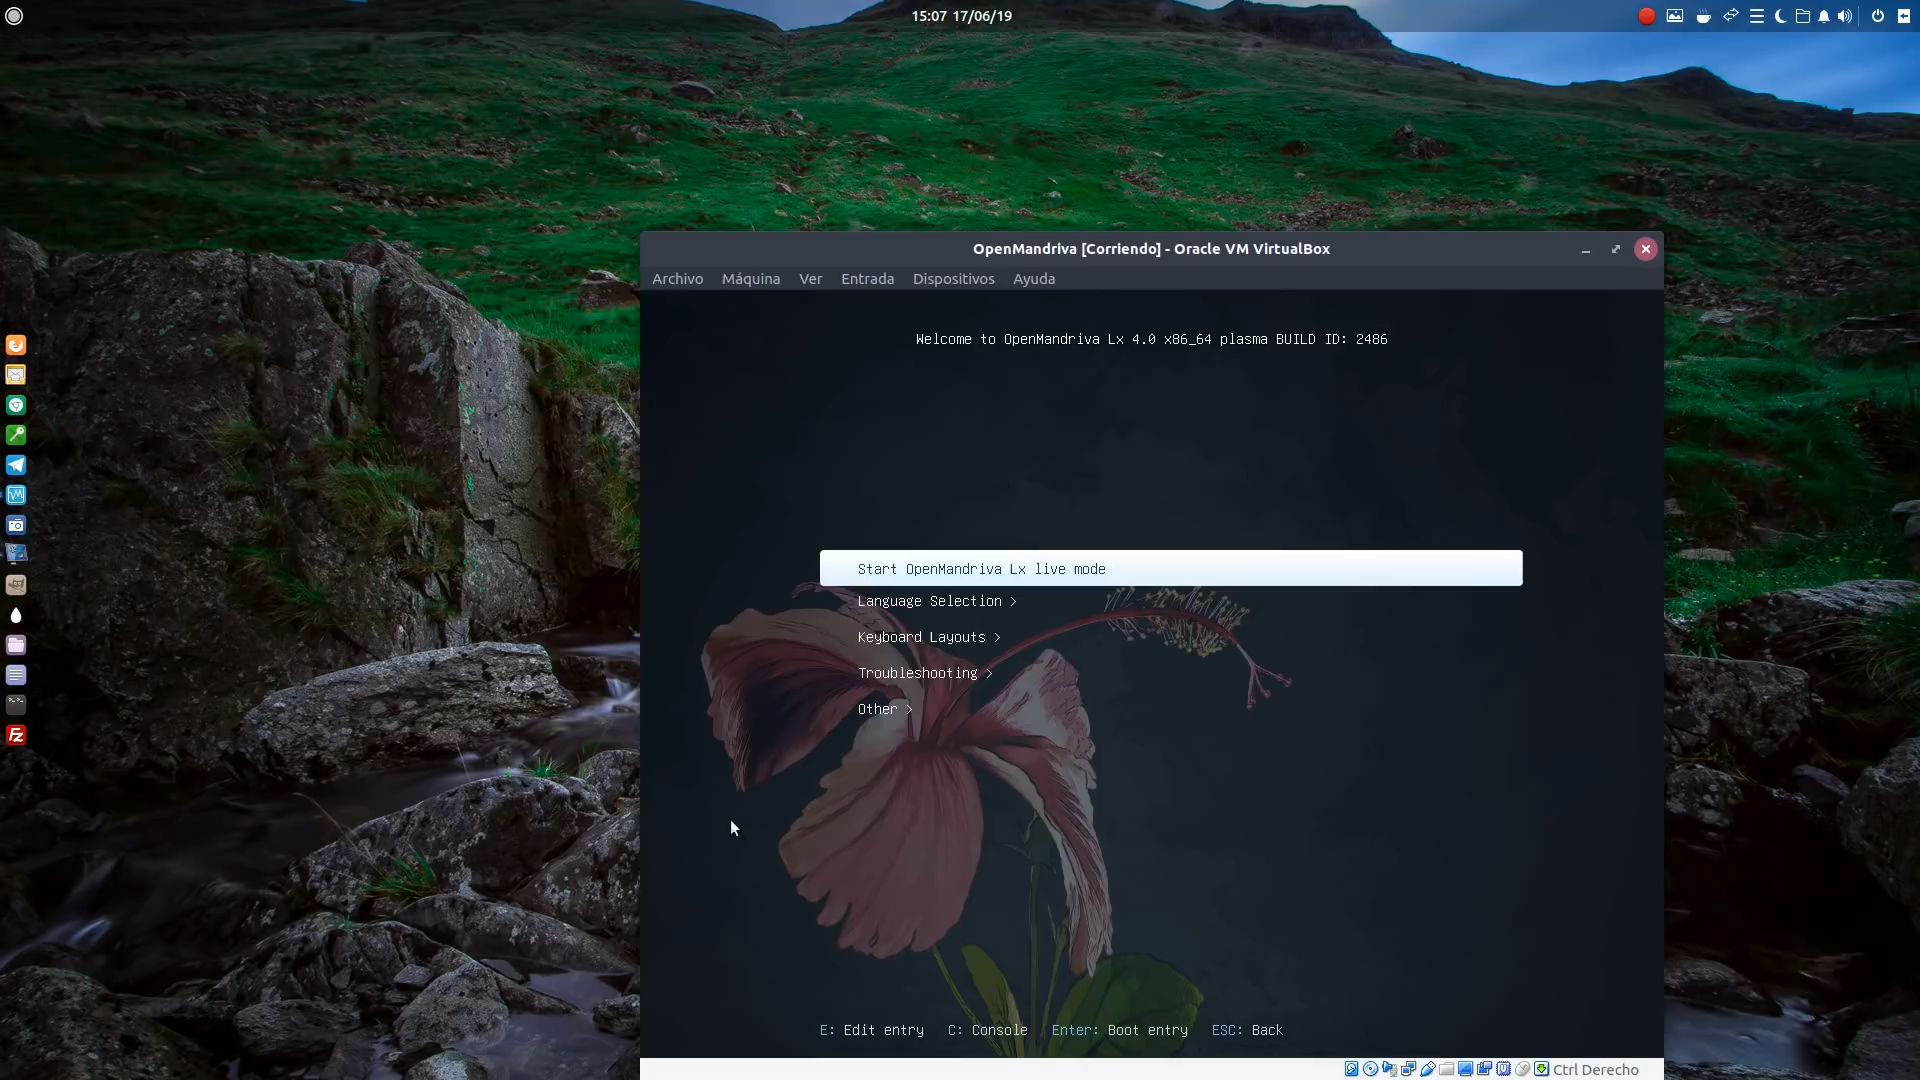 15:07 17/06/19
OpenMandriva [Corriendo] - Oracle VM VirtualBox
Archivo Máquina Ver Entrada Dispositivos Ayuda
Welcome to OpenMandriva Lx 4.0 x86_64 plasma BUILD ID: 2486
Start OpenMandriva Lx live mode
Language Selection >
Keyboard Layouts >
Troubleshooting >
Other >
E: Edit entry C: Console Enter: Boot entry ESC: Back
Ctrl Derecho